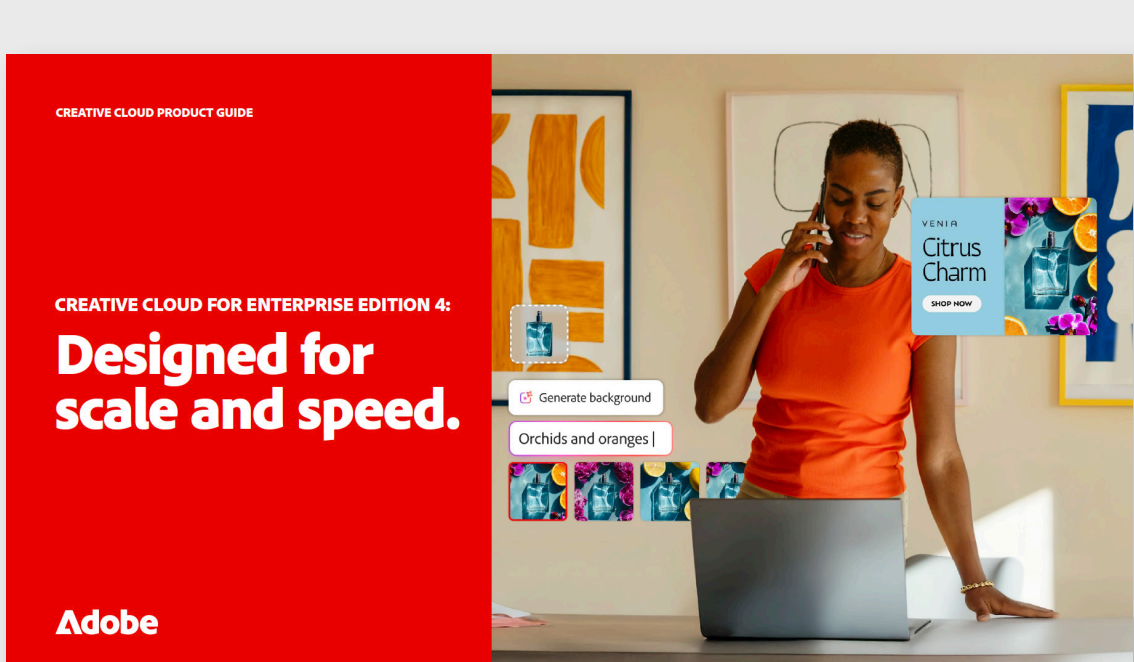 CREATIVE CLOUD PRODUCT GUIDE
CREATIVE CLOUD FOR ENTERPRISE EDITION 4:
Designed for
scale and speed.
Adobe
Generate background
Orchids and oranges
VENIA
Citrus
Charm
SHOP NOW